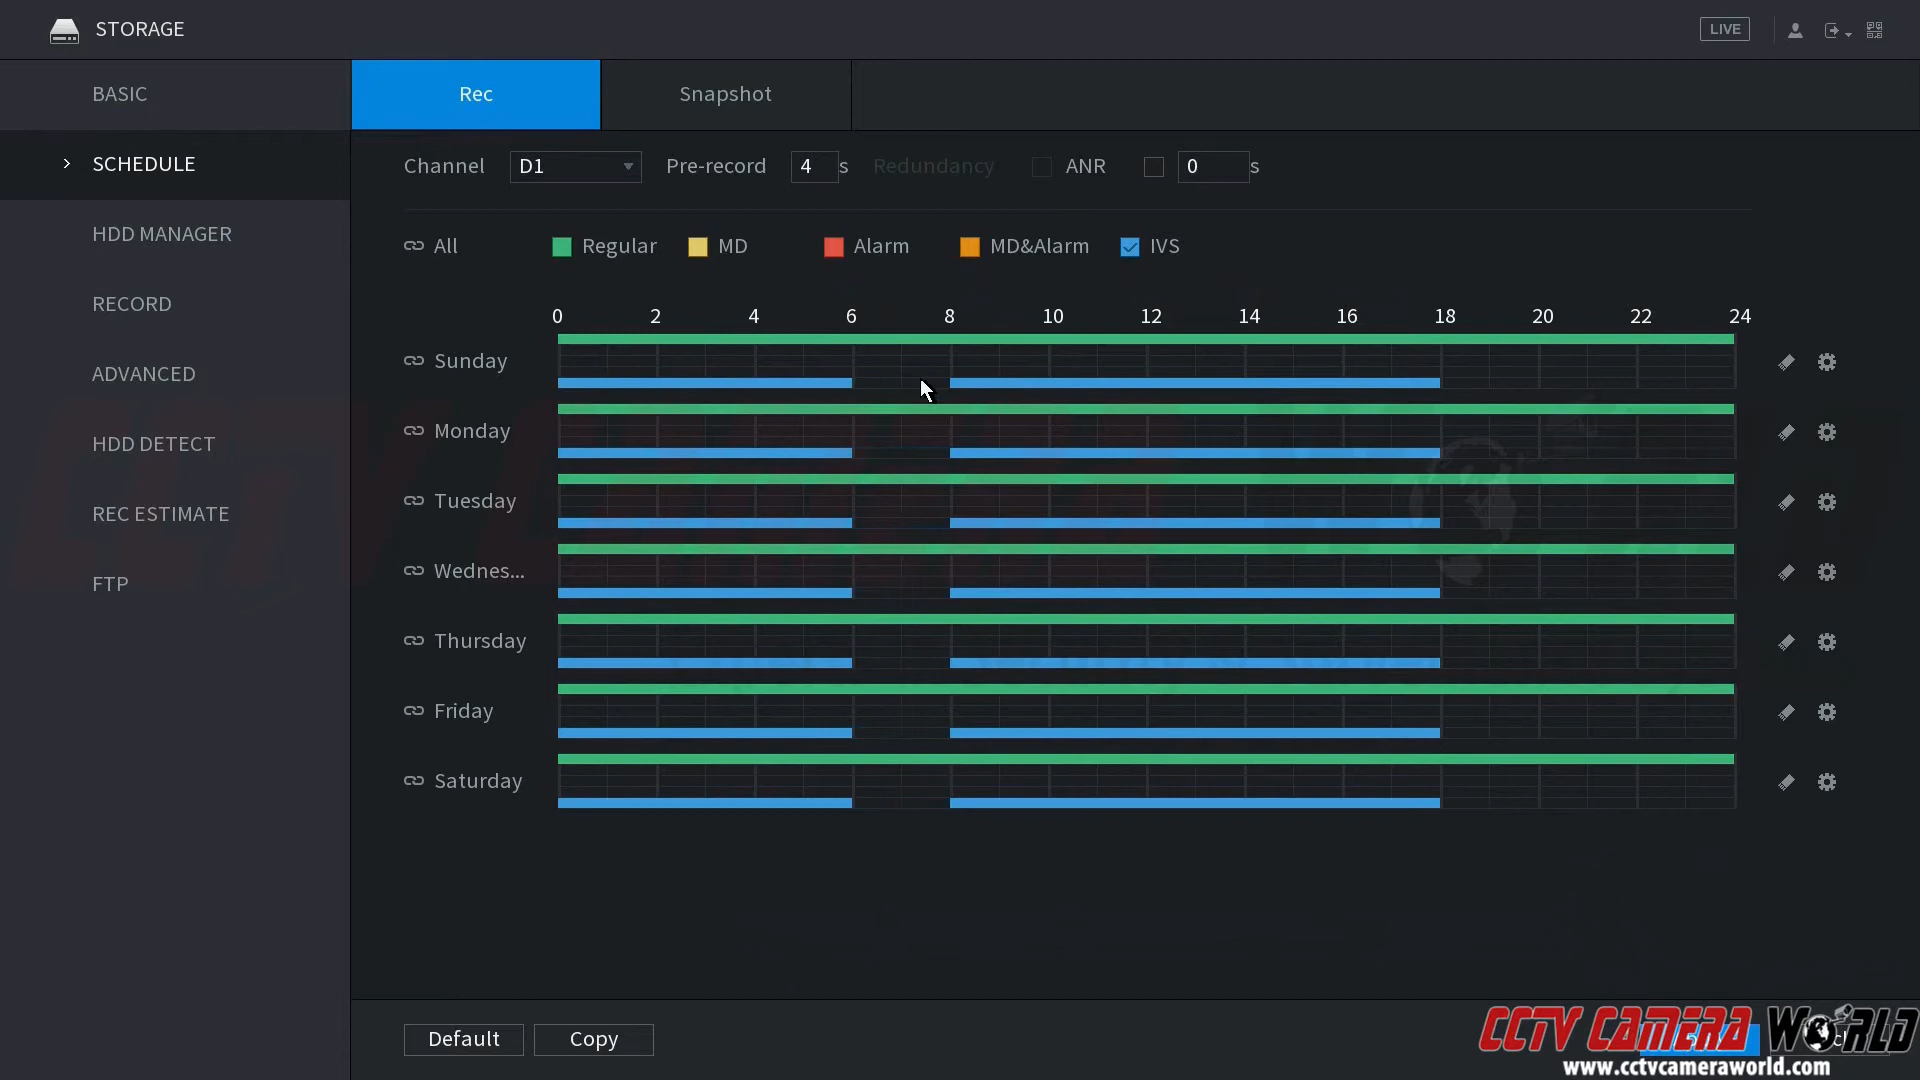 STORAGE
LIVE
BASIC
Rec
Snapshot
SCHEDULE
Channel D1 Pre-record 4 s Redundancy ANR 0 s
HDD MANAGER
All Regular MD Alarm MD&Alarm IVS
RECORD
0 2 4 6 8 10 12 14 16 18 20 22 24
Sunday
ADVANCED
Monday
HDD DETECT
Tuesday
REC ESTIMATE
Wednes...
FTP
Thursday
Friday
Saturday
Default Copy
CCTV CAMERA WORLD
www.cctvcameraworld.com